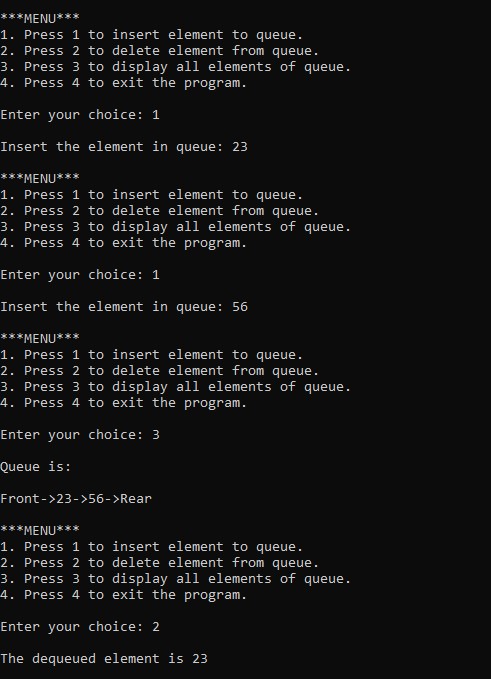 ***MENU***
1. Press 1 to insert element to queue.
2. Press 2 to delete element from queue.
3. Press 3 to display all elements of queue.
4. Press 4 to exit the program.
Enter your choice: 1
Insert the element in queue: 23
***MENU***
1. Press 1 to insert element to queue.
2. Press 2 to delete element from queue.
3. Press 3 to display all elements of queue.
4. Press 4 to exit the program.
Enter your choice: 1
Insert the element in queue: 56
***MENU***
1. Press 1 to insert element to queue.
2. Press 2 to delete element from queue.
3. Press 3 to display all elements of queue.
4. Press 4 to exit the program.
Enter your choice: 3
Queue is:
Front->23->56->Rear
***MENU***
1. Press 1 to insert element to queue.
2. Press 2 to delete element from queue.
3. Press 3 to display all elements of queue.
4. Press 4 to exit the program.
Enter your choice: 2
The dequeued element is 23